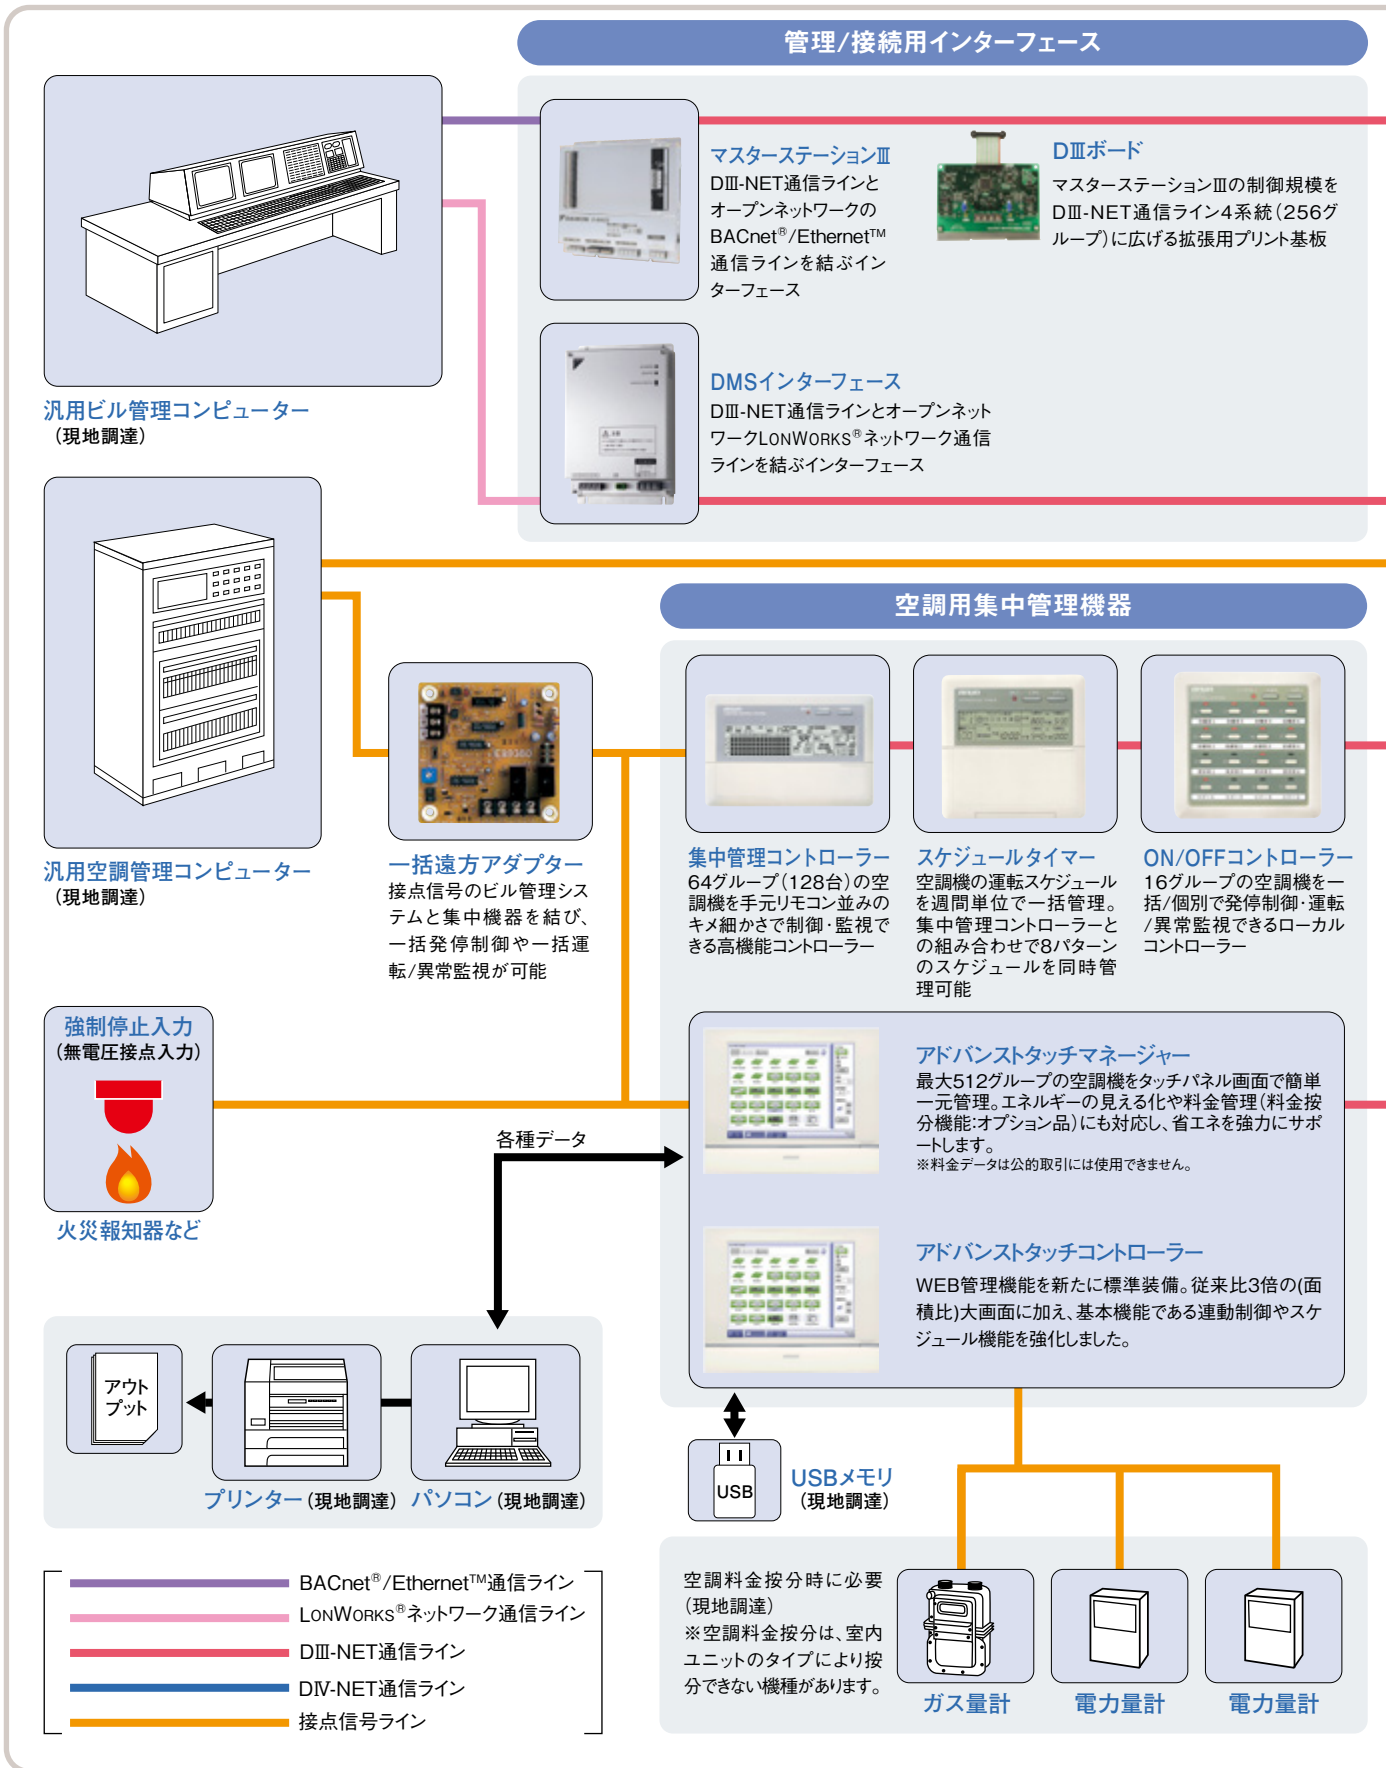 管理/接続用インターフェース
マスターステーションⅢ
DⅢ-NET通信ラインと
オープンネットワークの
BACnet®/Ethernet™
通信ラインを結ぶイン
ターフェース
DⅢボード
マスターステーションⅢの制御規模を
DⅢ-NET通信ライン4系統(256グ
ループ)に広げる拡張用プリント基板
DMSインターフェース
DⅢ-NET通信ラインとオープンネット
ワークLONWORKS®ネットワーク通信
ラインを結ぶインターフェース
汎用ビル管理コンピューター
(現地調達)
空調用集中管理機器
汎用空調管理コンピューター
(現地調達)
一括遠方アダプター
接点信号のビル管理シス
テムと集中機器を結び、
一括発停制御や一括運
転/異常監視が可能
集中管理コントローラー
64グループ(128台)の空
調機を手元リモコン並みの
キメ細かさで制御・監視で
きる高機能コントローラー
スケジュールタイマー
空調機の運転スケジュール
を週間単位で一括管理。
集中管理コントローラーと
の組み合わせで8パターン
のスケジュールを同時管
理可能
ON/OFFコントローラー
16グループの空調機を一
括/個別で発停制御・運転
/異常監視できるローカル
コントローラー
強制停止入力
(無電圧接点入力)
火災報知器など
各種データ
アドバンストタッチマネージャー
最大512グループの空調機をタッチパネル画面で簡単
一元管理。エネルギーの見える化や料金管理(料金按
分機能:オプション品)にも対応し、省エネを強力にサポ
ートします。
※料金データは公的取引には使用できません。
アドバンストタッチコントローラー
WEB管理機能を新たに標準装備。従来比3倍の(面
積比)大画面に加え、基本機能である連動制御やスケ
ジュール機能を強化しました。
アウト
プット
プリンター(現地調達)
パソコン(現地調達)
USB
USBメモリ
(現地調達)
BACnet®/Ethernet™通信ライン
LONWORKS®ネットワーク通信ライン
DⅢ-NET通信ライン
DⅣ-NET通信ライン
接点信号ライン
空調料金按分時に必要
(現地調達)
※空調料金按分は、室内
ユニットのタイプにより按
分できない機種があります。
ガス量計
電力量計
電力量計